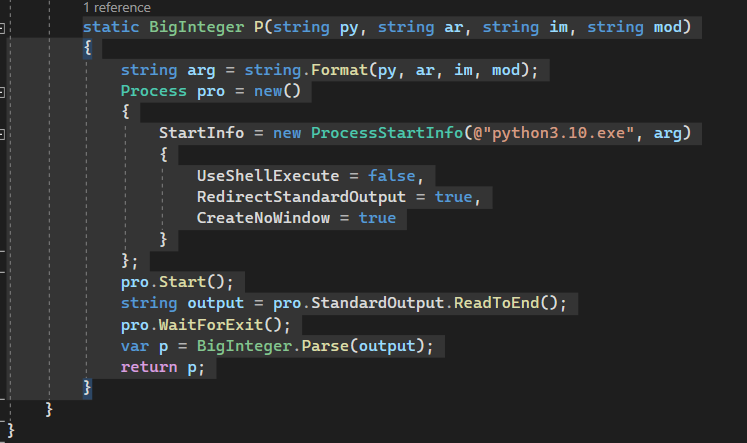 1 reference
static BigInteger P(string py, string ar, string im, string mod)
{
string arg = string.Format(py, ar, im, mod);
Process pro = new()
{
StartInfo = new ProcessStartInfo(@"python3.10.exe", arg)
{
UseShellExecute = false,
RedirectStandardOutput = true,
CreateNoWindow = true
}
};
pro.Start();
string output = pro.StandardOutput.ReadToEnd();
pro.WaitForExit();
var p = BigInteger.Parse(output);
return p;
}
}
}